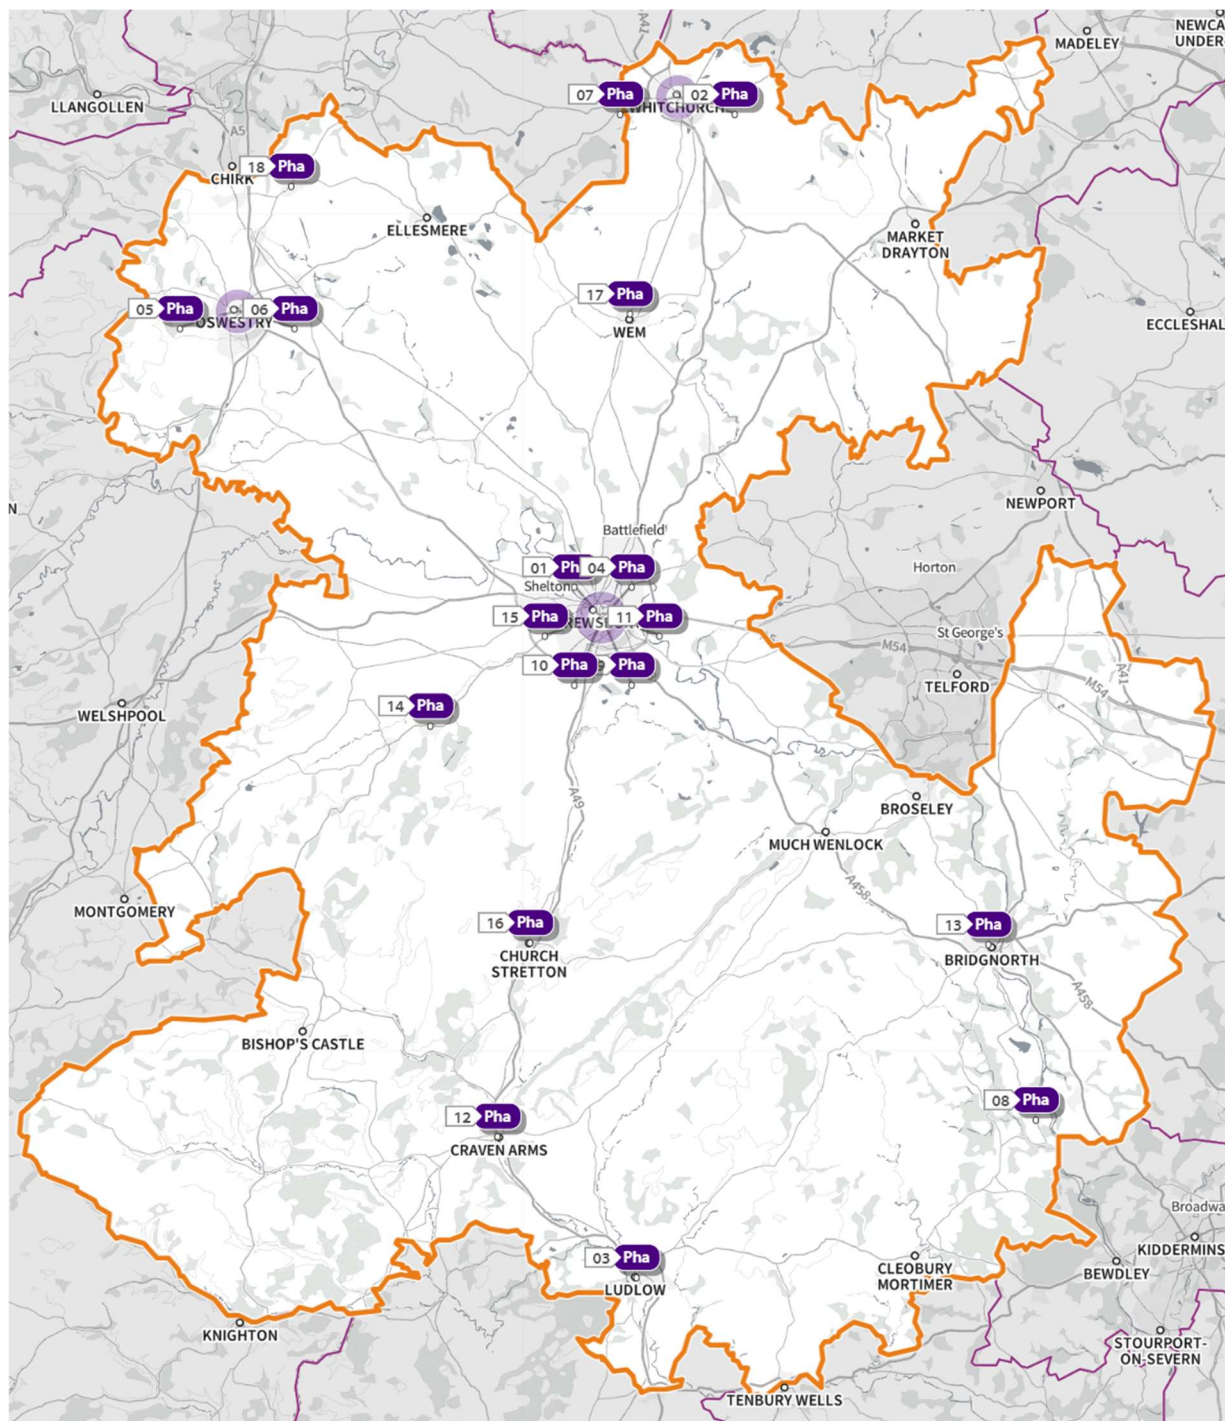 NEWCA
UNDER
A41
MADELEY
LLANGOLLEN
07 Pha
02 Pha
WHITCHURCH
A5
18 Pha
CHIRK
ELLESMERE
MARKET
DRAYTON
17 Pha
WEM
05 Pha
06 Pha
OSWESTRY
ECCLESHAL
N
NEWPORT
Battlefield
01 Ph
04 Pha
Shelton
Horton
15 Pha
11 Pha
REWS
St George's
M54
10 Pha
9 Pha
A41
TELFORD
M54
14 Pha
WELSHPOOL
A49
BROSELEY
MUCH WENLOCK
A458
MONTGOMERY
16 Pha
13 Pha
CHURCH
STRETTON
BRIDGNORTH
A458
BISHOP'S CASTLE
08 Pha
12 Pha
CRAVEN ARMS
Broadwa
KIDDERMINS
03 Pha
LUDLOW
CLEOBURY
MORTIMER
BEWDLEY
KNIGHTON
STOURPORT-
ON-SEVERN
TENBURY WELLS